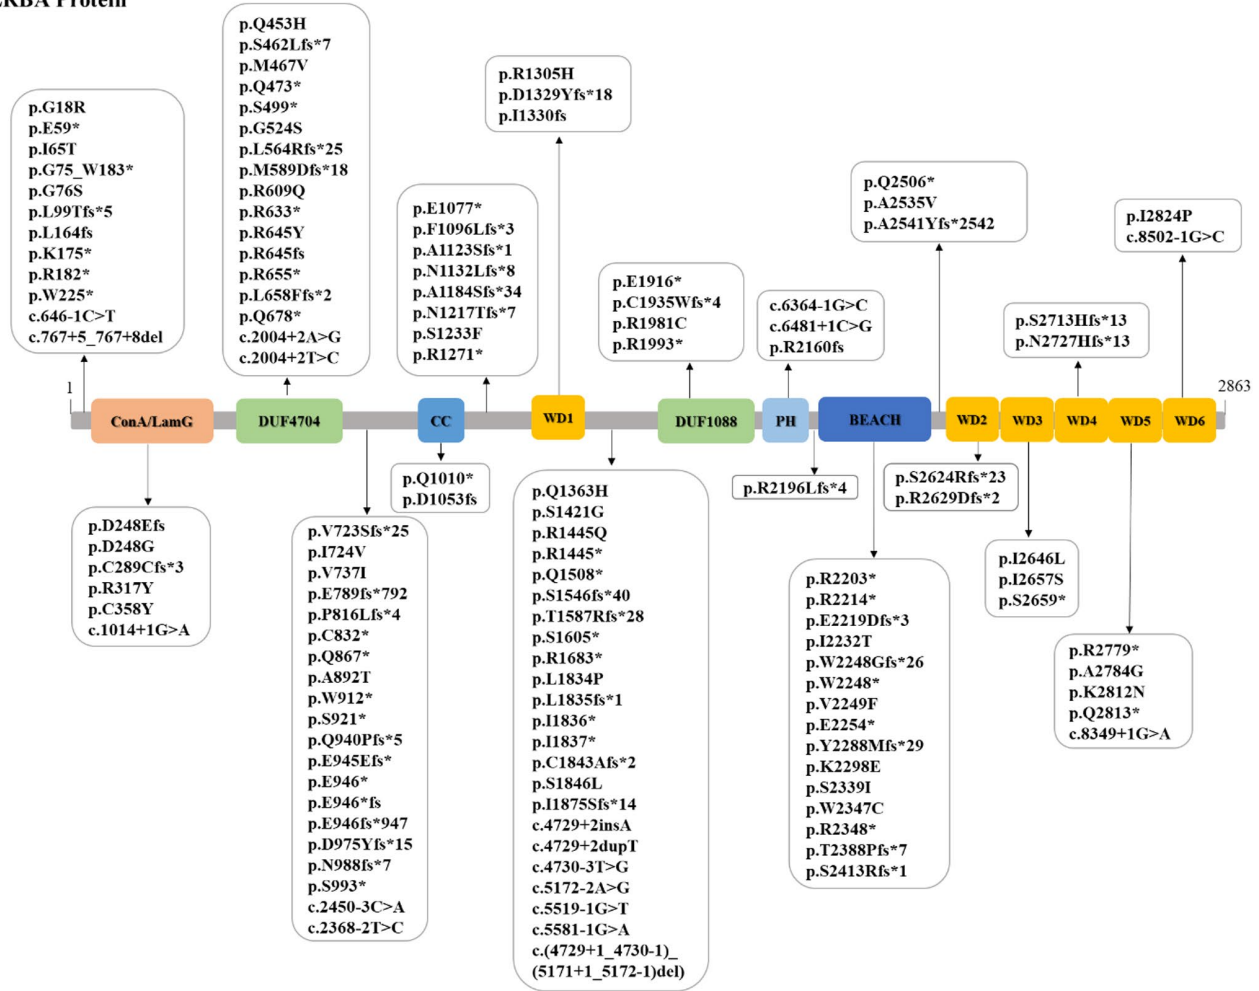 p.Q453H
p.S462Lfs*7
p.M467V
p.Q473*
p.S499*
p.G524S
p.L564Rfs*25
p.M589Dfs*18
p.R609Q
p.R633*
p.R645Y
p.R645fs
p.R655*
p.L658Ffs*2
p.Q678*
c.2004+2A>G
c.2004+2T>C
p.G18R
p.E59*
p.I65T
p.G75_W183*
p.G76S
p.L99Tfs*5
p.L164fs
p.K175*
p.R182*
p.W225*
c.646-1C>T
c.767+5_767+8del
p.E1077*
p.F1096Lfs*3
p.A1123Sfs*1
p.N1132Lfs*8
p.A1184Sfs*34
p.N1217Tfs*7
p.S1233F
p.R1271*
p.R1305H
p.D1329Yfs*18
p.I1330fs
p.E1916*
p.C1935Wfs*4
p.R1981C
p.R1993*
c.6364-1G>C
c.6481+1C>G
p.R2160fs
p.Q2506*
p.A2535V
p.A2541Yfs*2542
p.S2713Hfs*13
p.N2727Hfs*13
p.I2824P
c.8502-1G>C
1
2863
ConA/LamG
DUF4704
CC
WD1
DUF1088
PH
BEACH
WD2
WD3
WD4
WD5
WD6
p.D248Efs
p.D248G
p.C289Cfs*3
p.R317Y
p.C358Y
c.1014+1G>A
p.V723Sfs*25
p.I724V
p.V737I
p.E789fs*792
p.P816Lfs*4
p.C832*
p.Q867*
p.A892T
p.W912*
p.S921*
p.Q940Pfs*5
p.E945Efs*
p.E946*
p.E946*fs
p.E946fs*947
p.D975Yfs*15
p.N988fs*7
p.S993*
c.2450-3C>A
c.2368-2T>C
p.Q1010*
p.D1053fs
p.Q1363H
p.S1421G
p.R1445Q
p.R1445*
p.Q1508*
p.S1546fs*40
p.T1587Rfs*28
p.S1605*
p.R1683*
p.L1834P
p.L1835fs*1
p.I1836*
p.I1837*
p.C1843Afs*2
p.S1846L
p.I1875Sfs*14
c.4729+2insA
c.4729+2dupT
c.4730-3T>G
c.5172-2A>G
c.5519-1G>T
c.5581-1G>A
c.(4729+1_4730-1)_
(5171+1_5172-1)del)
p.R2196Lfs*4
p.R2203*
p.R2214*
p.E2219Dfs*3
p.I2232T
p.W2248Gfs*26
p.W2248*
p.V2249F
p.E2254*
p.Y2288Mfs*29
p.K2298E
p.S2339I
p.W2347C
p.R2348*
p.T2388Pfs*7
p.S2413Rfs*1
p.S2624Rfs*23
p.R2629Dfs*2
p.I2646L
p.I2657S
p.S2659*
p.R2779*
p.A2784G
p.K2812N
p.Q2813*
c.8349+1G>A